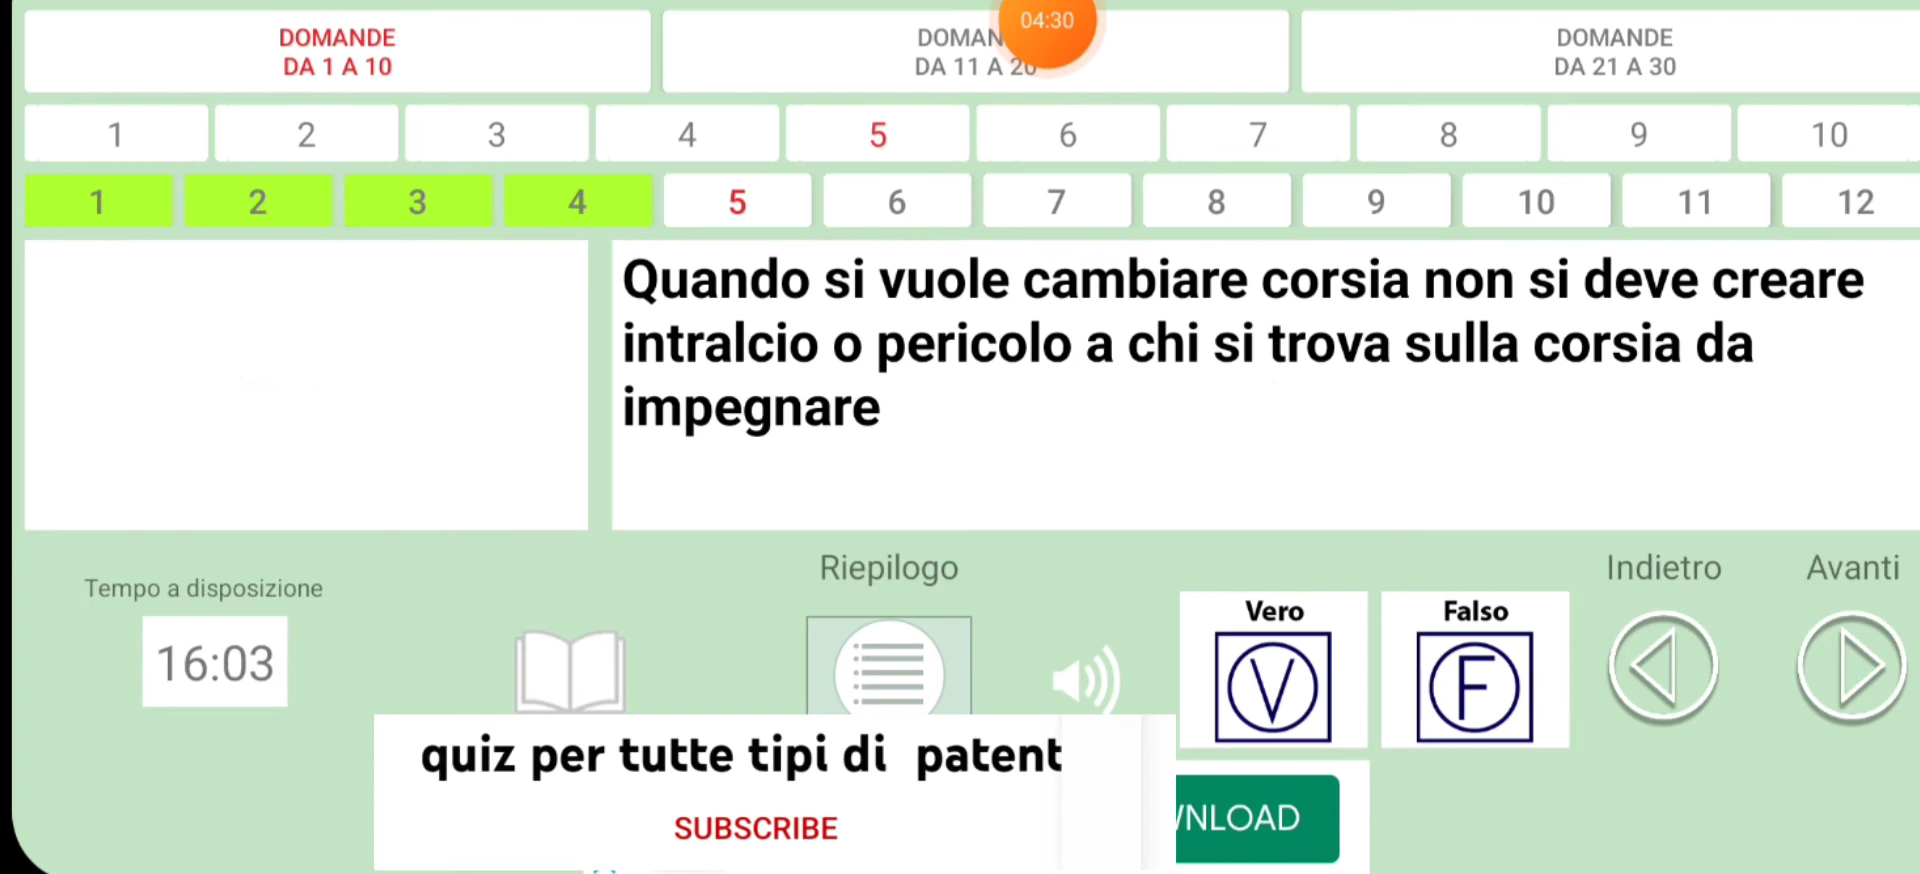 04:30
DOMANDE
DA 1 A 10
DOMAN
DA 11 A 20
DOMANDE
DA 21 A 30
1 2 3 4 5 6 7 8 9 10
1 2 3 4 5 6 7 8 9 10 11 12
Quando si vuole cambiare corsia non si deve creare
intralcio o pericolo a chi si trova sulla corsia da
impegnare
Tempo a disposizione
16:03
Riepilogo
Vero
V
Falso
F
Indietro
Avanti
quiz per tutte tipi di patent
SUBSCRIBE
NLOAD